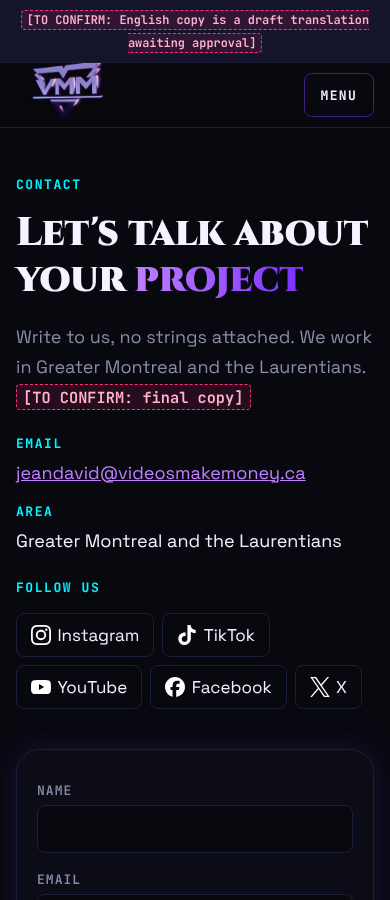 [TO CONFIRM: English copy is a draft translation
awaiting approval]
VMM
MENU
CONTACT
Let's talk about
your project
Write to us, no strings attached. We work
in Greater Montreal and the Laurentians.
[TO CONFIRM: final copy]
EMAIL
jeandavid@videosmakemoney.ca
AREA
Greater Montreal and the Laurentians
FOLLOW US
Instagram
TikTok
YouTube
Facebook
X
NAME
EMAIL